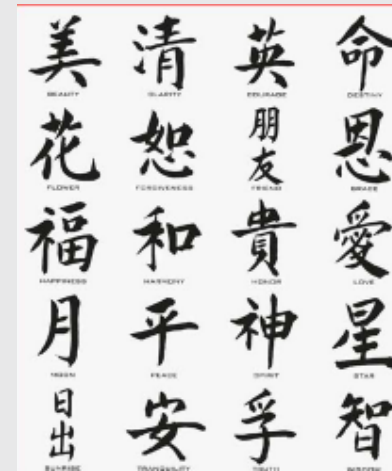 美 清 英 命
BEAUTY CLARITY COURAGE DESTINY
花 恕 朋友 恩
FLOWER FORGIVENESS FRIEND GRACE
福 和 貴 愛
HAPPINESS HARMONY HONOR LOVE
月 平 神 星
MOON PEACE SPIRIT STAR
日出 安 孚 智
SUNRISE TRANQUILITY TRUTH WISDOM